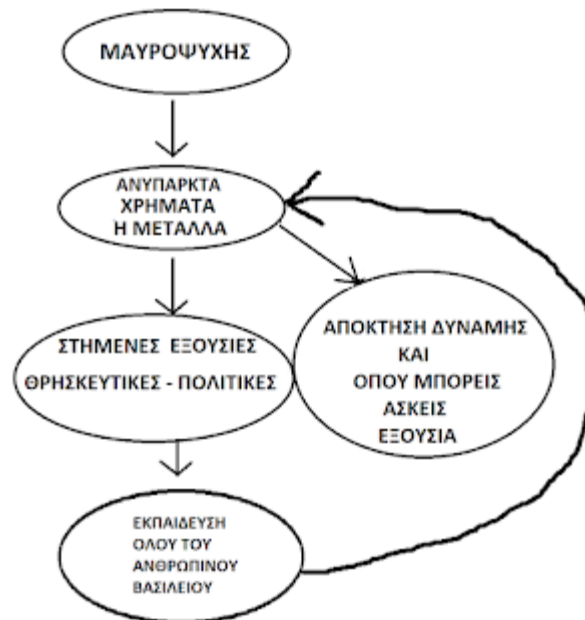 ΜΑΥΡΟΨΥΧΗΣ
ΑΝΥΠΑΡΚΤΑ
ΧΡΗΜΑΤΑ
Η ΜΕΤΑΛΛΑ
ΣΤΗΜΕΝΕΣ ΕΞΟΥΣΙΕΣ
ΘΡΗΣΚΕΥΤΙΚΕΣ - ΠΟΛΙΤΙΚΕΣ
ΑΠΟΚΤΗΣΗ ΔΥΝΑΜΗΣ
ΚΑΙ
ΟΠΟΥ ΜΠΟΡΕΙΣ
ΑΣΚΕΙΣ
ΕΞΟΥΣΙΑ
ΕΚΠΑΙΔΕΥΣΗ
ΟΛΟΥ ΤΟΥ
ΑΝΘΡΩΠΙΝΟΥ
ΒΑΣΙΛΕΙΟΥ